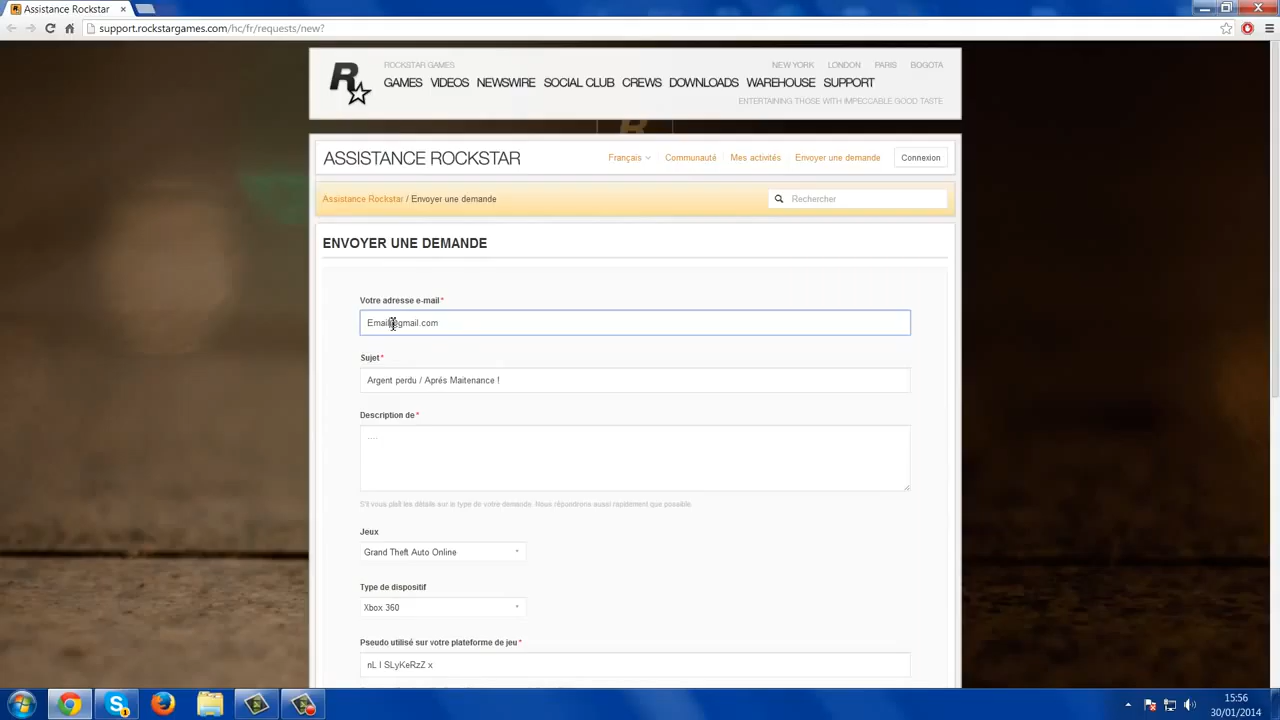 Assistance Rockstar
support.rockstargames.com/hc/fr/requests/new?
ROCKSTAR GAMES
NEW YORK LONDON PARIS BOGOTA
GAMES VIDEOS NEWSWIRE SOCIAL CLUB CREWS DOWNLOADS WAREHOUSE SUPPORT
ENTERTAINING THOSE WITH IMPECCABLE GOOD TASTE
ASSISTANCE ROCKSTAR
Français Communauté Mes activités Envoyer une demande Connexion
Assistance Rockstar / Envoyer une demande
Rechercher
ENVOYER UNE DEMANDE
Votre adresse e-mail*
Email@gmail.com
Sujet*
Argent perdu / Aprés Maitenance !
Description de*
....
S'il vous plaît les détails sur le type de votre demande. Nous répondrons aussi rapidement que possible.
Jeux
Grand Theft Auto Online
Type de dispositif
Xbox 360
Pseudo utilisé sur votre plateforme de jeu*
nL I SLyKeRzZ x
15:56
30/01/2014